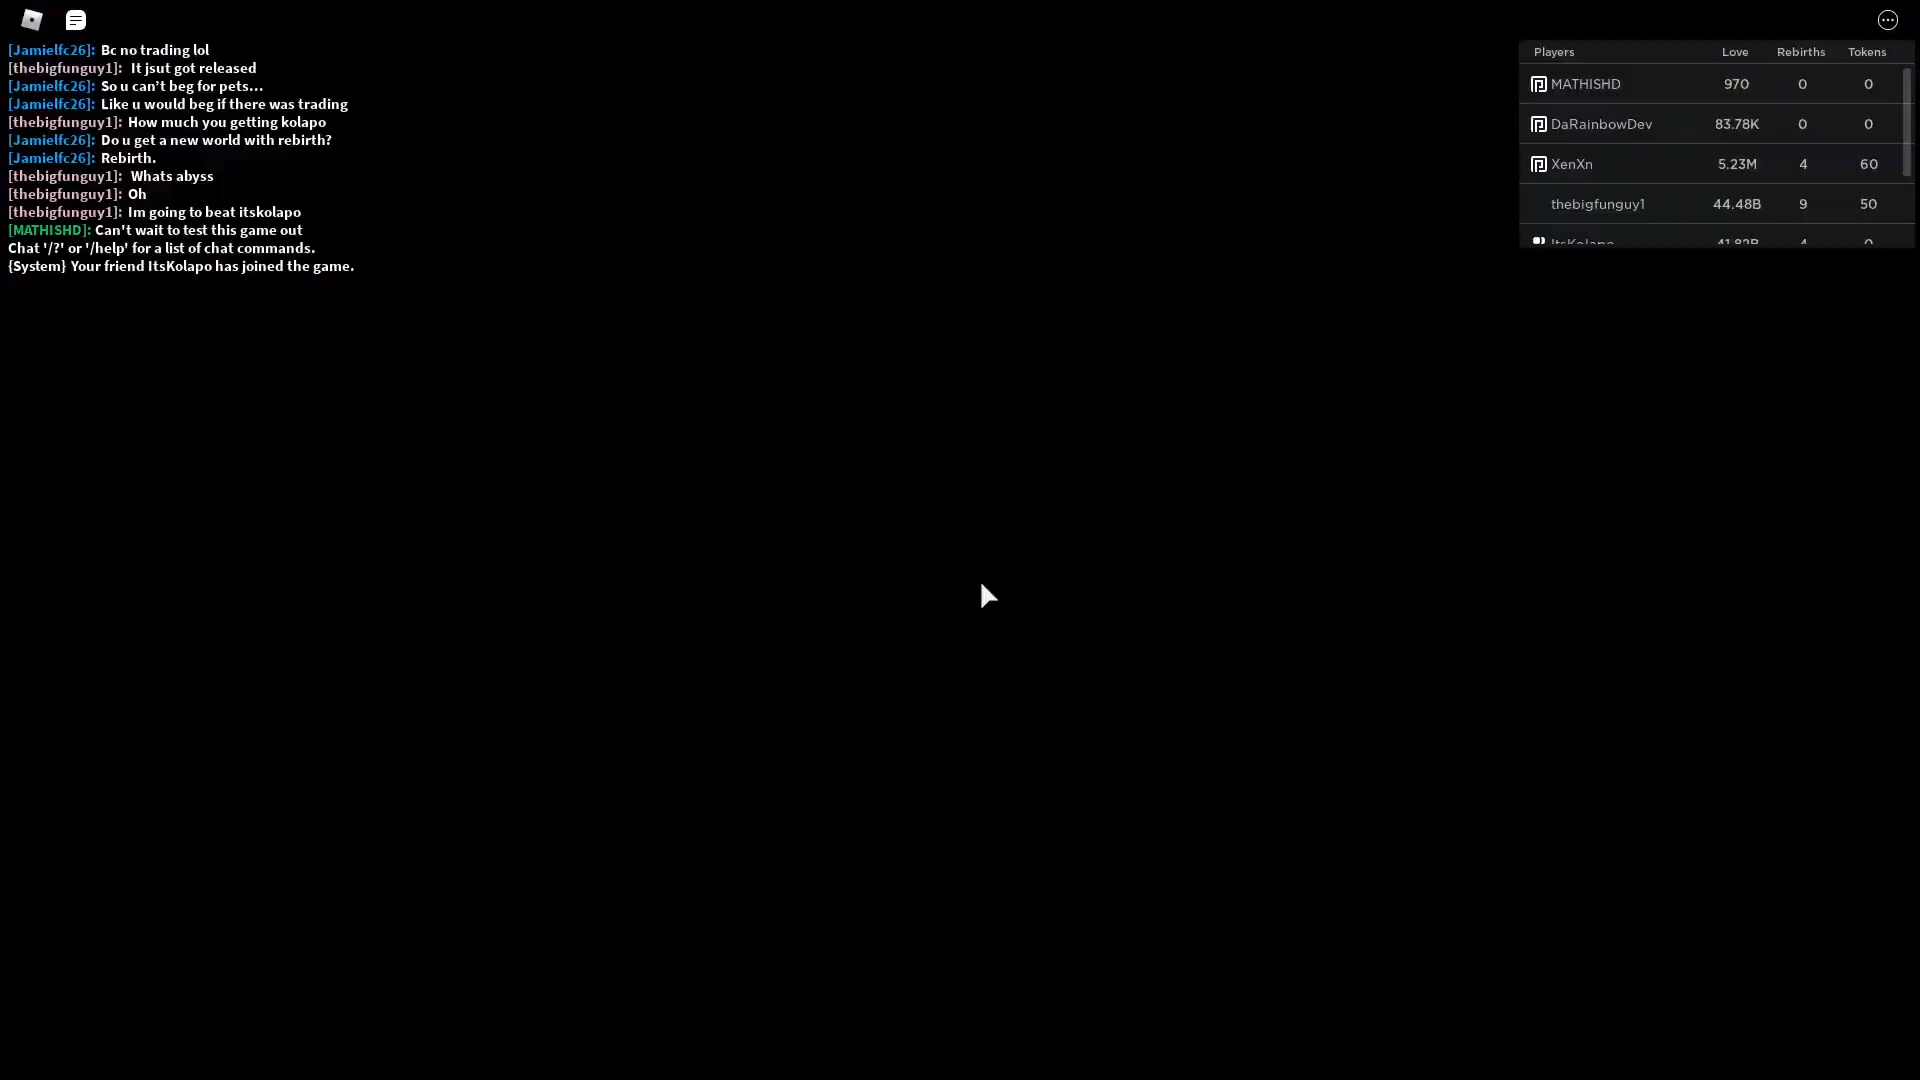 [Jamielfc26]: Bc no trading lol
[thebigfunguy1]: It jsut got released
[Jamielfc26]: So u can't beg for pets...
[Jamielfc26]: Like u would beg if there was trading
[thebigfunguy1]: How much you getting kolapo
[Jamielfc26]: Do u get a new world with rebirth?
[Jamielfc26]: Rebirth.
[thebigfunguy1]: Whats abyss
[thebigfunguy1]: Oh
[thebigfunguy1]: Im going to beat itskolapo
[MATHISHD]: Can't wait to test this game out
Chat '/?' or '/help' for a list of chat commands.
{System} Your friend ItsKolapo has joined the game.
Players Love Rebirths Tokens
MATHISHD 970 0 0
DaRainbowDev 83.78K 0 0
XenXn 5.23M 4 60
thebigfunguy1 44.48B 9 50
ItsKolapo 41.82B 4 0